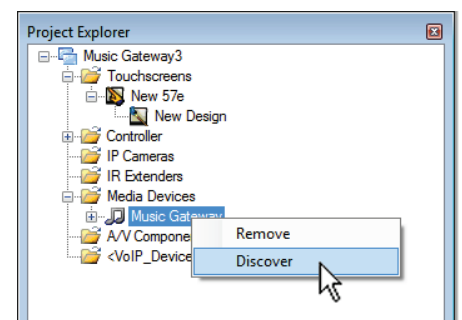 Project Explorer
Music Gateway3
Touchscreens
New 57e
New Design
Controller
IP Cameras
IR Extenders
Media Devices
Music Gateway
A/V Compone
Remove
<VoIP_Device
Discover